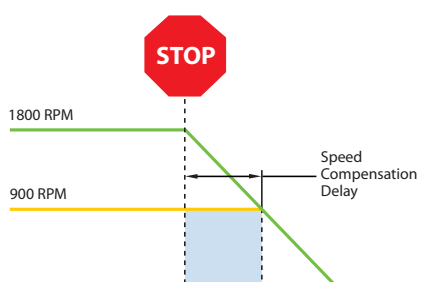 STOP
1800 RPM
900 RPM
Speed
Compensation
Delay